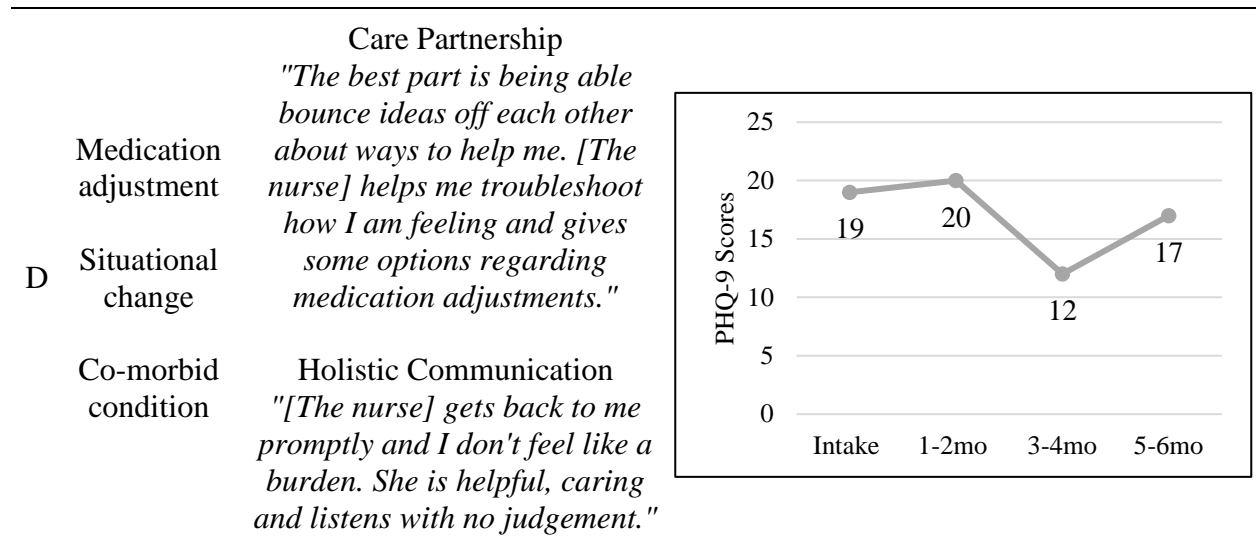 D
Medication
adjustment
Situational
change
Co-morbid
condition
Care Partnership
"The best part is being able
bounce ideas off each other
about ways to help me. [The
nurse] helps me troubleshoot
how I am feeling and gives
some options regarding
medication adjustments."
Holistic Communication
"[The nurse] gets back to me
promptly and I don't feel like a
burden. She is helpful, caring
and listens with no judgement."
PHQ-9 Scores
25
20
15
10
5
0
19
20
12
17
Intake 1-2mo 3-4mo 5-6mo